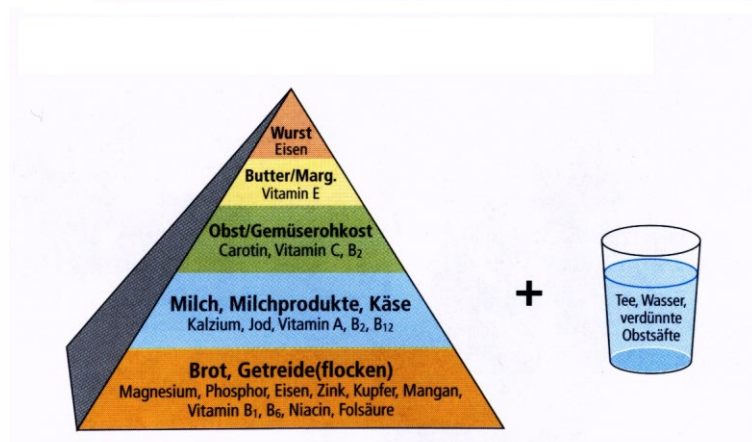 Wurst
Eisen
Butter/Marg.
Vitamin E
Obst/Gemüserohkost
Carotin, Vitamin C, B₂
Milch, Milchprodukte, Käse
Kalzium, Jod, Vitamin A, B₂, B₁₂
Brot, Getreide(flocken)
Magnesium, Phosphor, Eisen, Zink, Kupfer, Mangan,
Vitamin B₁, B₆, Niacin, Folsäure
+
Tee, Wasser,
verdünnte
Obstsäfte